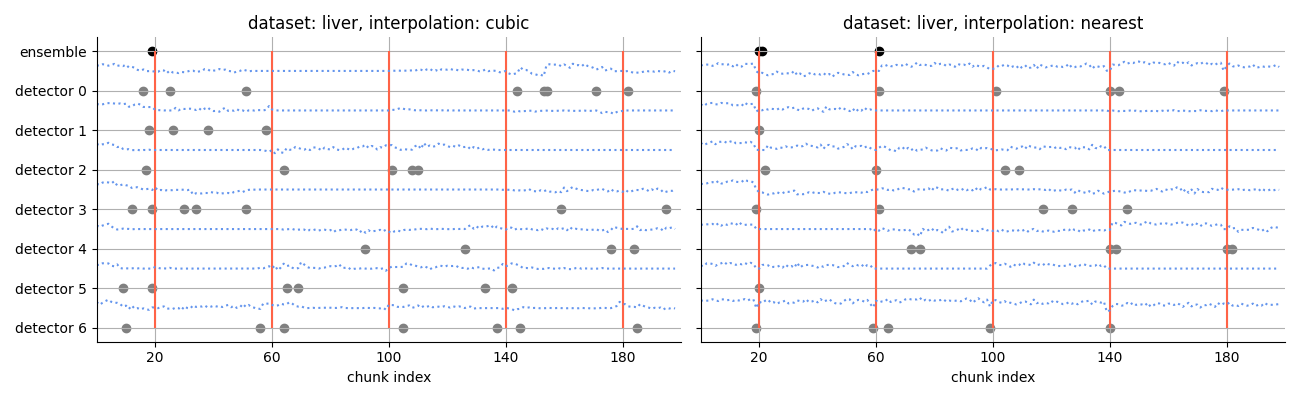 dataset: liver, interpolation: cubic
dataset: liver, interpolation: nearest
ensemble
detector 0
detector 1
detector 2
detector 3
detector 4
detector 5
detector 6
20 60 100 140 180
20 60 100 140 180
chunk index
chunk index